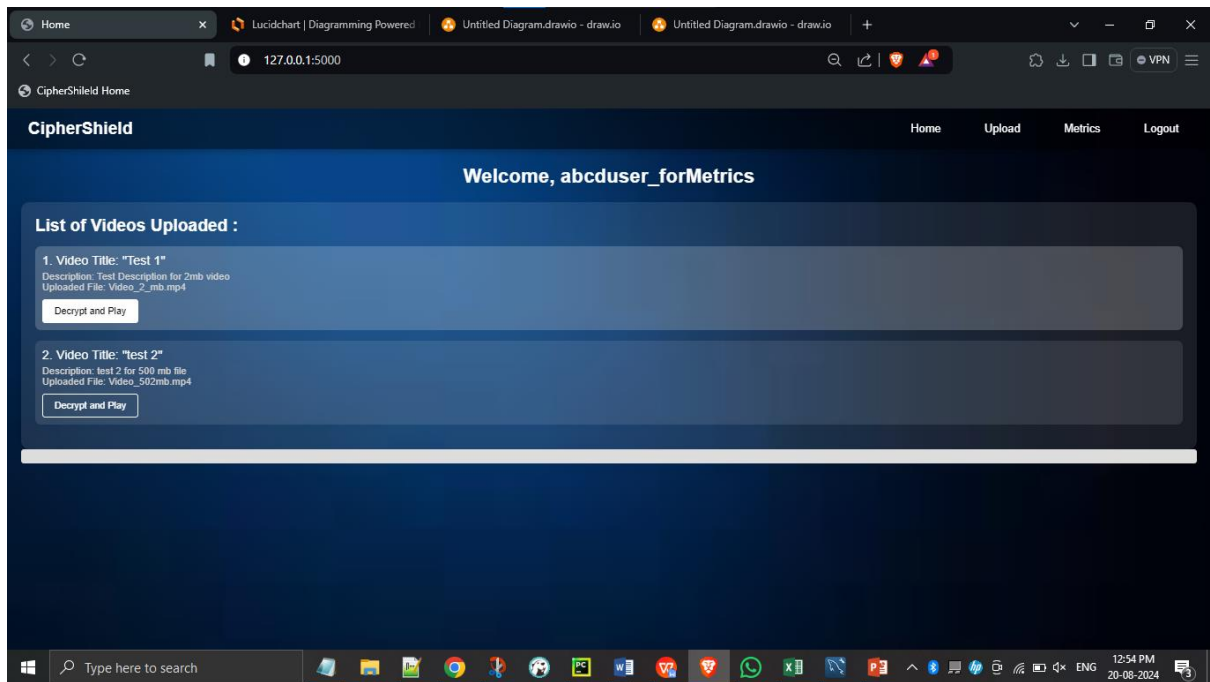 Home
Lucidchart | Diagramming Powered
Untitled Diagram.drawio - draw.io
Untitled Diagram.drawio - draw.io
127.0.0.1:5000
1
VPN
CipherShileld Home
CipherShield
Home
Upload
Metrics
Logout
Welcome, abcduser_forMetrics
List of Videos Uploaded :
1. Video Title: "Test 1"
Description: Test Description for 2mb video
Uploaded File: Video_2_mb.mp4
Decrypt and Play
2. Video Title: "test 2"
Description: test 2 for 500 mb file
Uploaded File: Video_502mb.mp4
Decrypt and Play
Type here to search
ENG
12:54 PM
20-08-2024
3